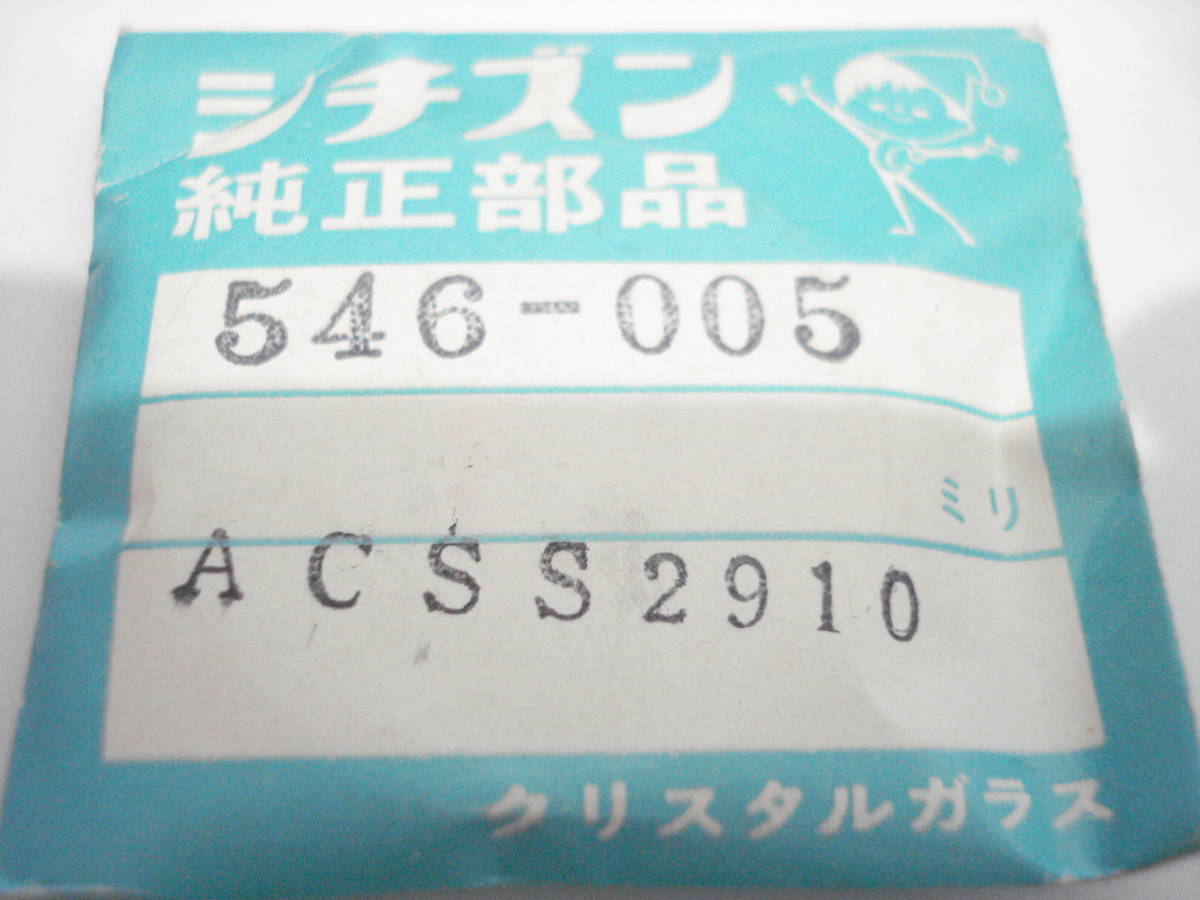 シチズン
純正部品
546-005
ミリ
ACSS2910
クリスタルガラス